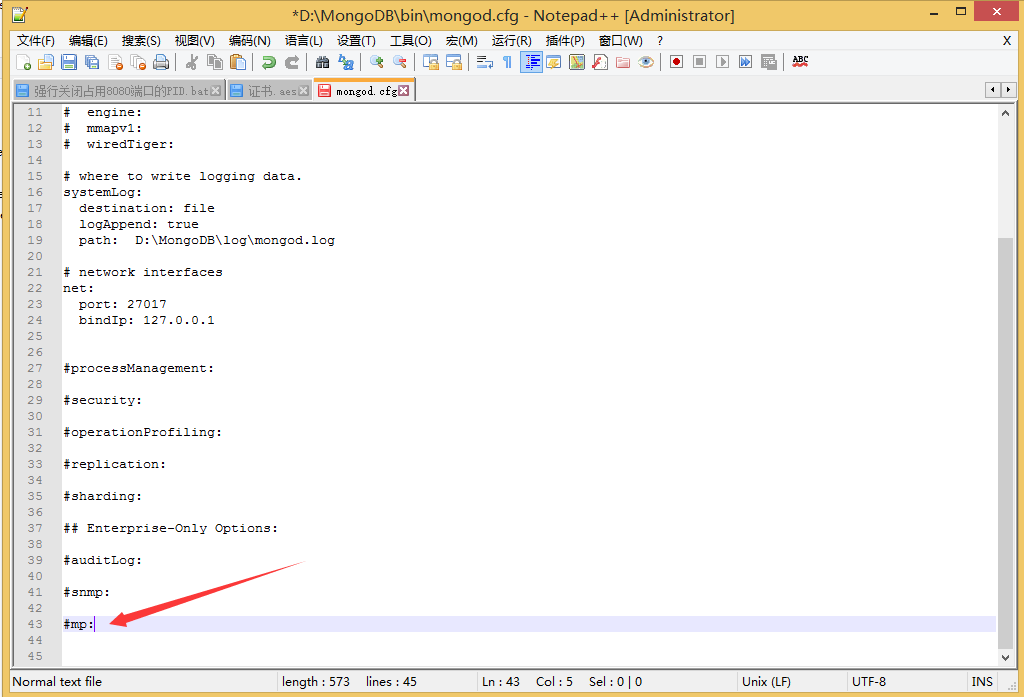 *D:\MongoDB\bin\mongod.cfg - Notepad++ [Administrator]
文件(F) 编辑(E) 搜索(S) 视图(V) 编码(N) 语言(L) 设置(T) 工具(O) 宏(M) 运行(R) 插件(P) 窗口(W) ? X
ABC
强行关闭占用8080端口的PID.bat 证书.aes mongod.cfg
11 #  engine:
12 #  mmapv1:
13 #  wiredTiger:
14
15 # where to write logging data.
16 systemLog:
17   destination: file
18   logAppend: true
19   path:  D:\MongoDB\log\mongod.log
20
21 # network interfaces
22 net:
23   port: 27017
24   bindIp: 127.0.0.1
25
26
27 #processManagement:
28
29 #security:
30
31 #operationProfiling:
32
33 #replication:
34
35 #sharding:
36
37 ## Enterprise-Only Options:
38
39 #auditLog:
40
41 #snmp:
42
43 #mp:
44
45
Normal text file length : 573 lines : 45 Ln : 43 Col : 5 Sel : 0 | 0 Unix (LF) UTF-8 INS